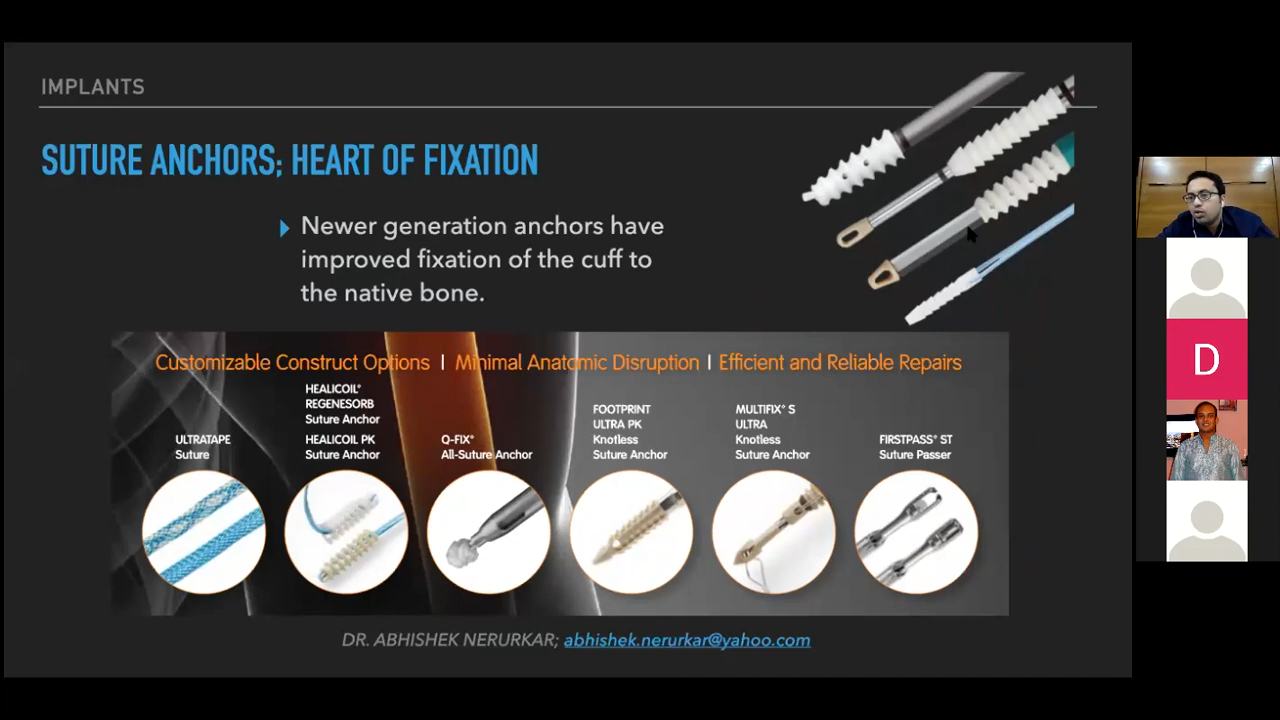 IMPLANTS
SUTURE ANCHORS; HEART OF FIXATION
Newer generation anchors have
improved fixation of the cuff to
the native bone.
Customizable Construct Options | Minimal Anatomic Disruption | Efficient and Reliable Repairs
ULTRATAPE
Suture
HEALICOIL°
REGENESORB
Suture Anchor
HEALICOIL PK
Suture Anchor
Q-FIX°
All-Suture Anchor
FOOTPRINT
ULTRA PK
Knotless
Suture Anchor
MULTIFIX° S
ULTRA
Knotless
Suture Anchor
FIRSTPASS° ST
Suture Passer
DR. ABHISHEK NERURKAR; abhishek.nerurkar@yahoo.com
D